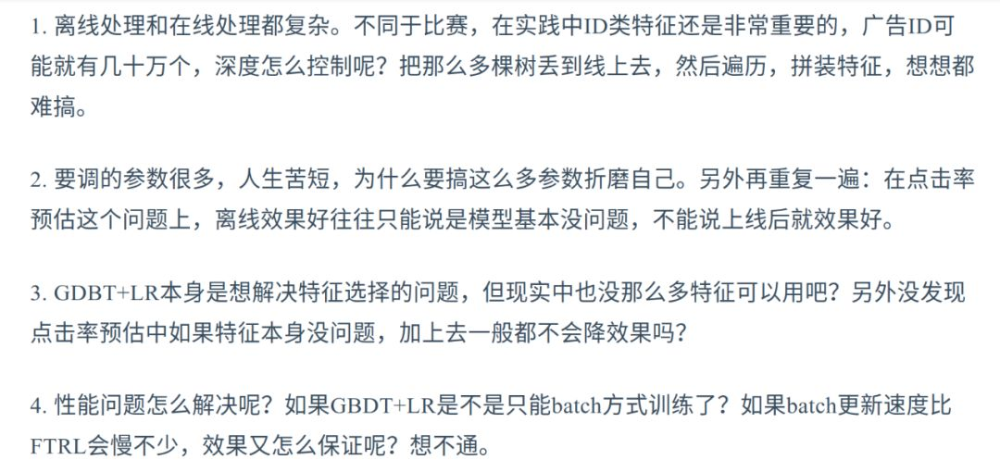 1. 离线处理和在线处理都复杂。不同于比赛，在实践中ID类特征还是非常重要的，广告ID可
能就有几十万个，深度怎么控制呢？把那么多棵树丢到线上去，然后遍历，拼装特征，想想都
难搞。
2. 要调的参数很多，人生苦短，为什么要搞这么多参数折磨自己。另外再重复一遍：在点击率
预估这个问题上，离线效果好往往只能说是模型基本没问题，不能说上线后就效果好。
3. GDBT+LR本身是想解决特征选择的问题，但现实中也没那么多特征可以用吧？另外没发现
点击率预估中如果特征本身没问题，加上去一般都不会降效果吗？
4. 性能问题怎么解决呢？如果GBDT+LR是不是只能batch方式训练了？如果batch更新速度比
FTRL会慢不少，效果又怎么保证呢？想不通。